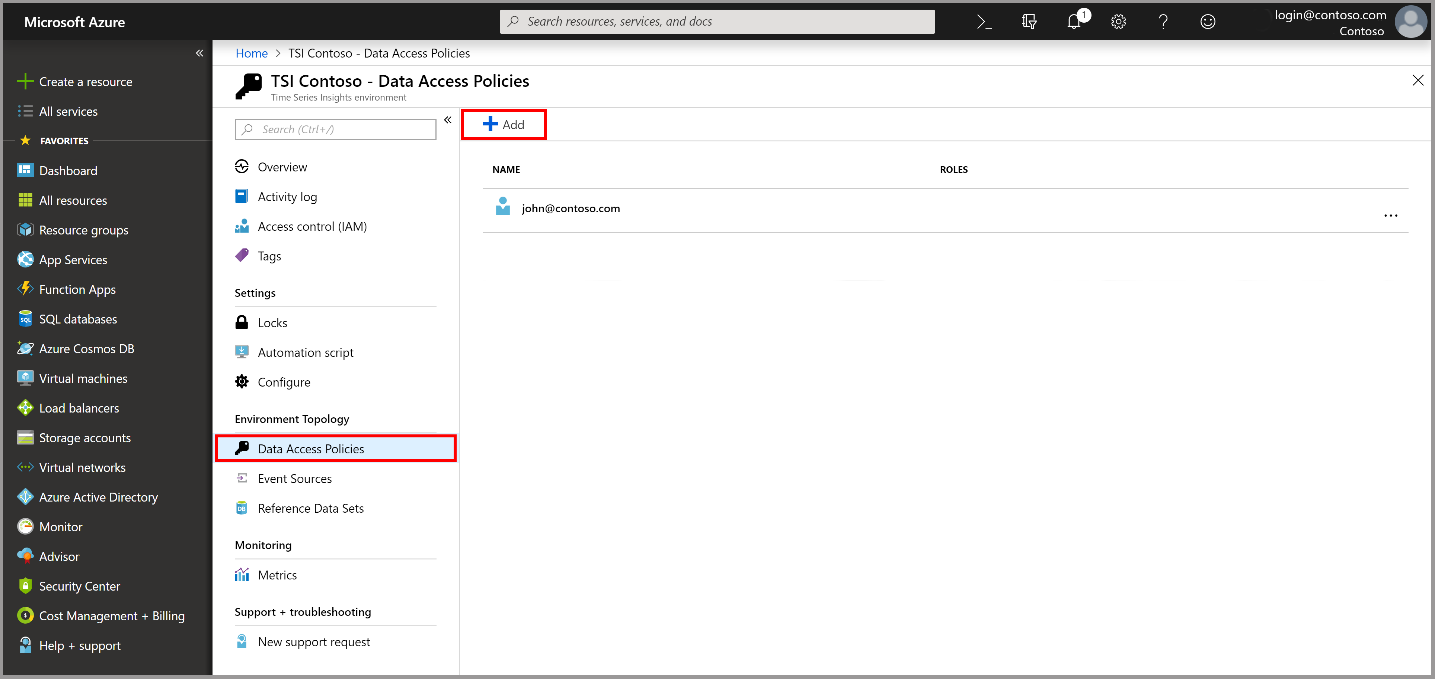 Microsoft Azure
Search resources, services, and docs
1
login@contoso.com
Contoso
Create a resource
All services
FAVORITES
Dashboard
All resources
Resource groups
App Services
Function Apps
SQL databases
Azure Cosmos DB
Virtual machines
Load balancers
Storage accounts
Virtual networks
Azure Active Directory
Monitor
Advisor
Security Center
Cost Management + Billing
Help + support
Home > TSI Contoso - Data Access Policies
TSI Contoso - Data Access Policies
Time Series Insights environment
Search (Ctrl+/)
Overview
Activity log
Access control (IAM)
Tags
Settings
Locks
Automation script
Configure
Environment Topology
Data Access Policies
Event Sources
Reference Data Sets
Monitoring
Metrics
Support + troubleshooting
New support request
Add
NAME ROLES
john@contoso.com